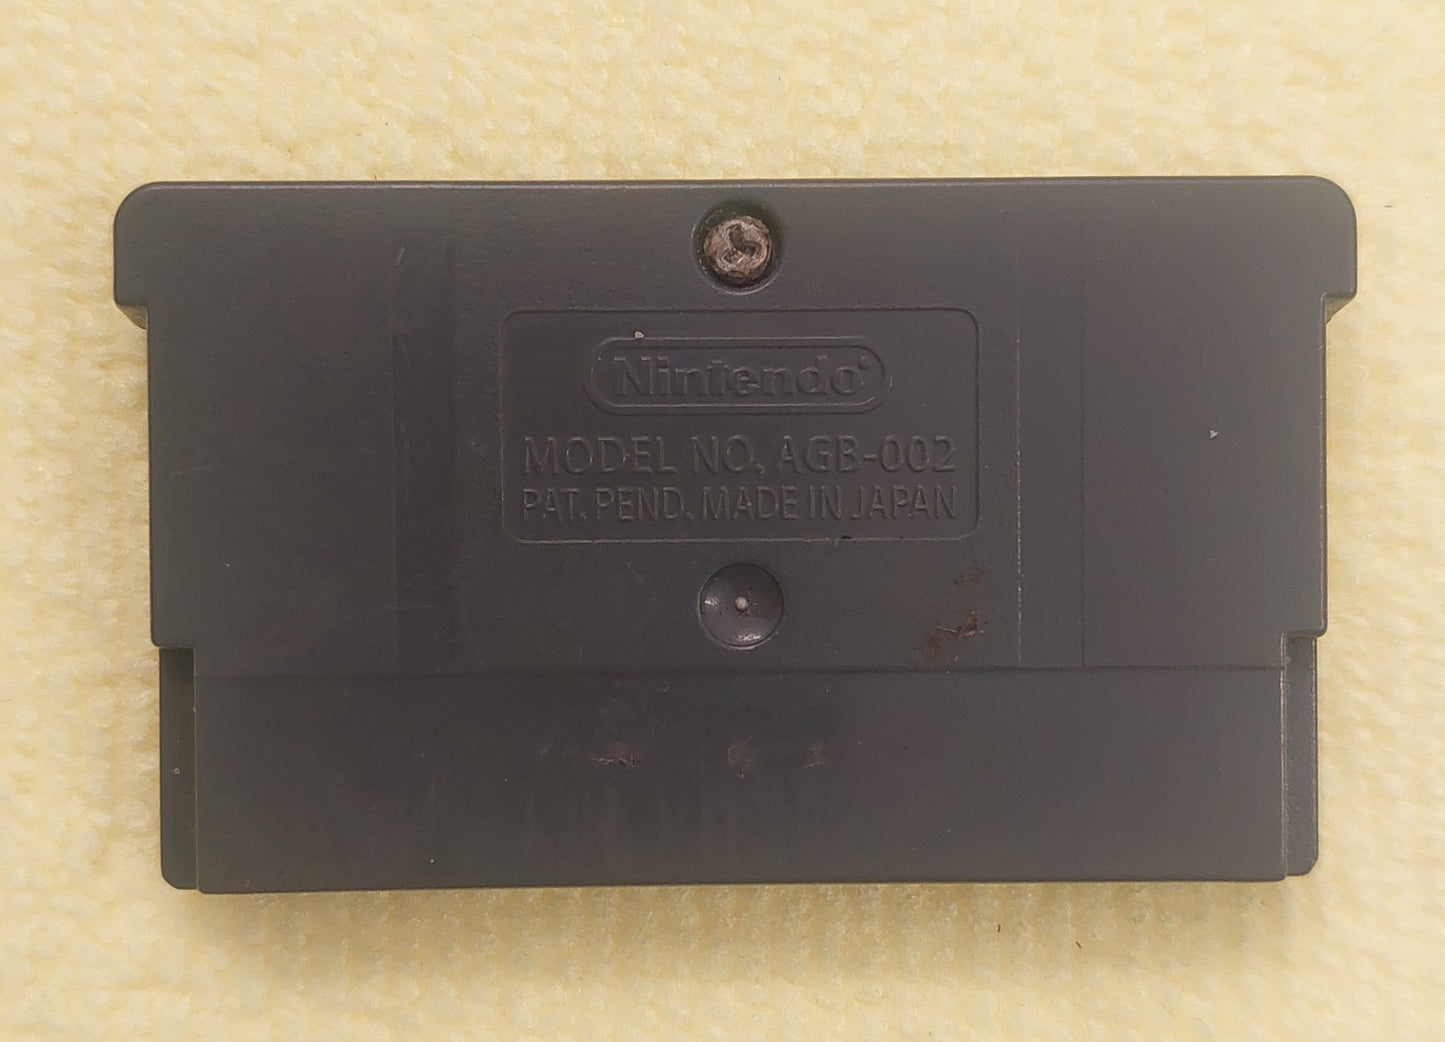 Nintendo®
MODEL NO. AGB-002
PAT. PEND. MADE IN JAPAN